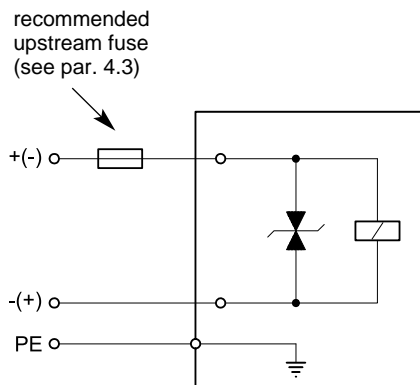 recommended
upstream fuse
(see par. 4.3)
+(-)
-(+)
PE